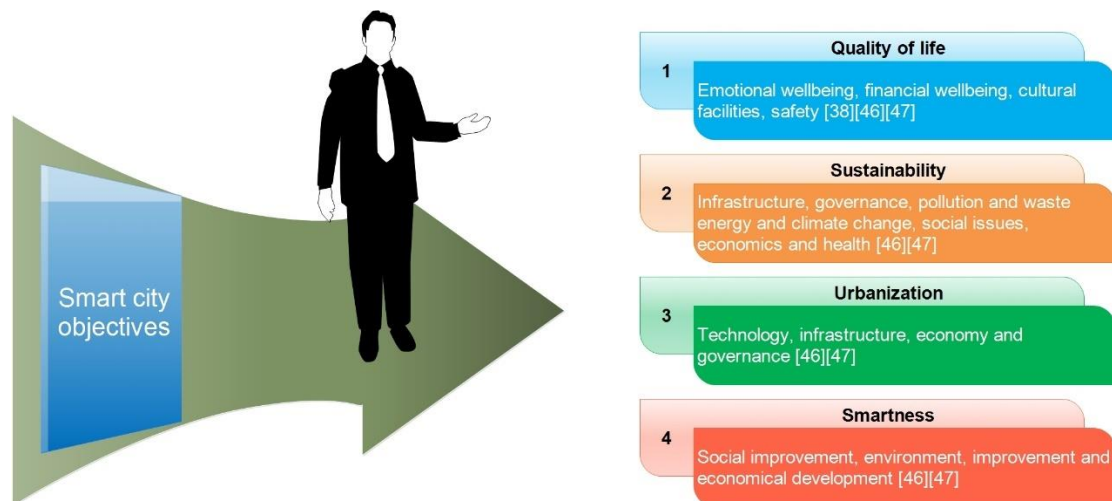 Smart city
objectives
Quality of life
1
Emotional wellbeing, financial wellbeing, cultural
facilities, safety [38][46][47]
Sustainability
2
Infrastructure, governance, pollution and waste
energy and climate change, social issues,
economics and health [46][47]
Urbanization
3
Technology, infrastructure, economy and
governance [46][47]
Smartness
4
Social improvement, environment, improvement and
economical development [46][47]